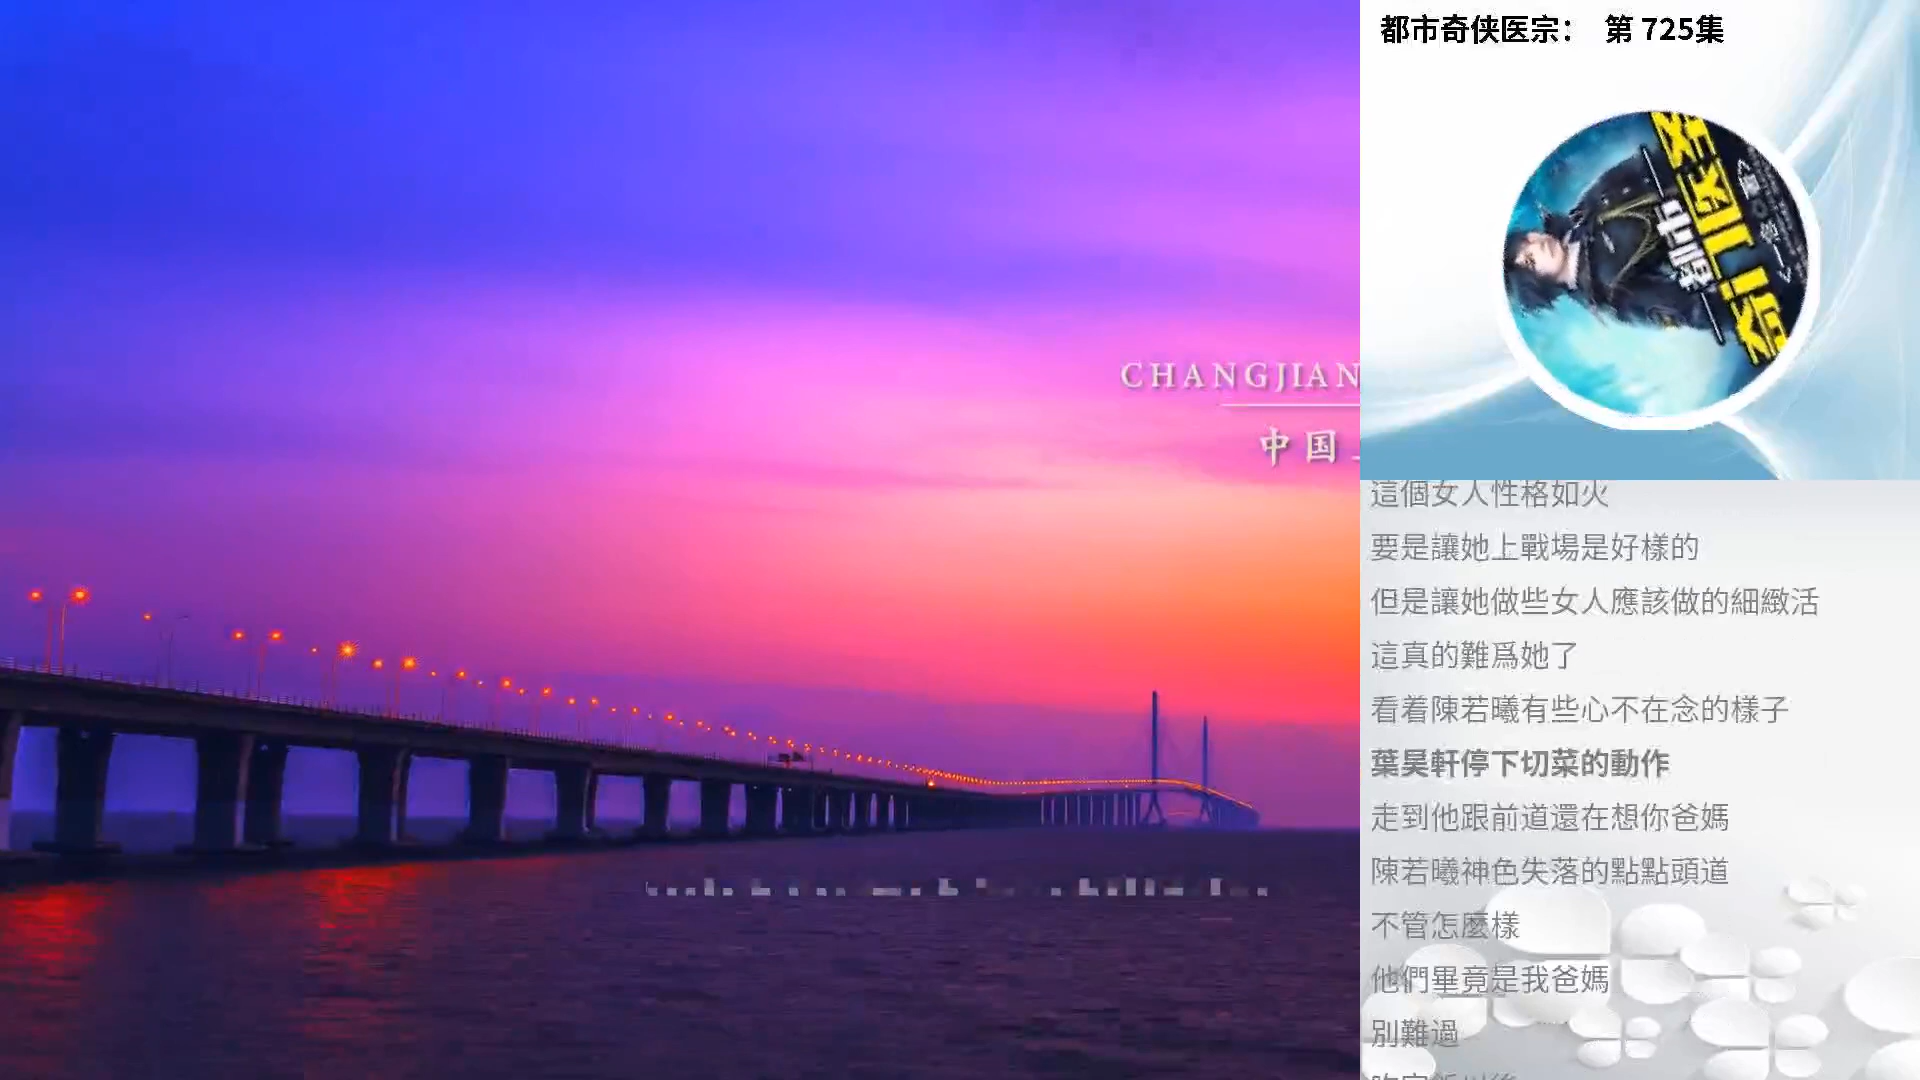 CHANGJIAN
中国
都市奇侠医宗： 第 725集
這個女人性格如火
要是讓她上戰場是好樣的
但是讓她做些女人應該做的細緻活
這真的難爲她了
看着陳若曦有些心不在念的樣子
葉昊軒停下切菜的動作
走到他跟前道還在想你爸媽
陳若曦神色失落的點點頭道
不管怎麼樣
他們畢竟是我爸媽
別難過